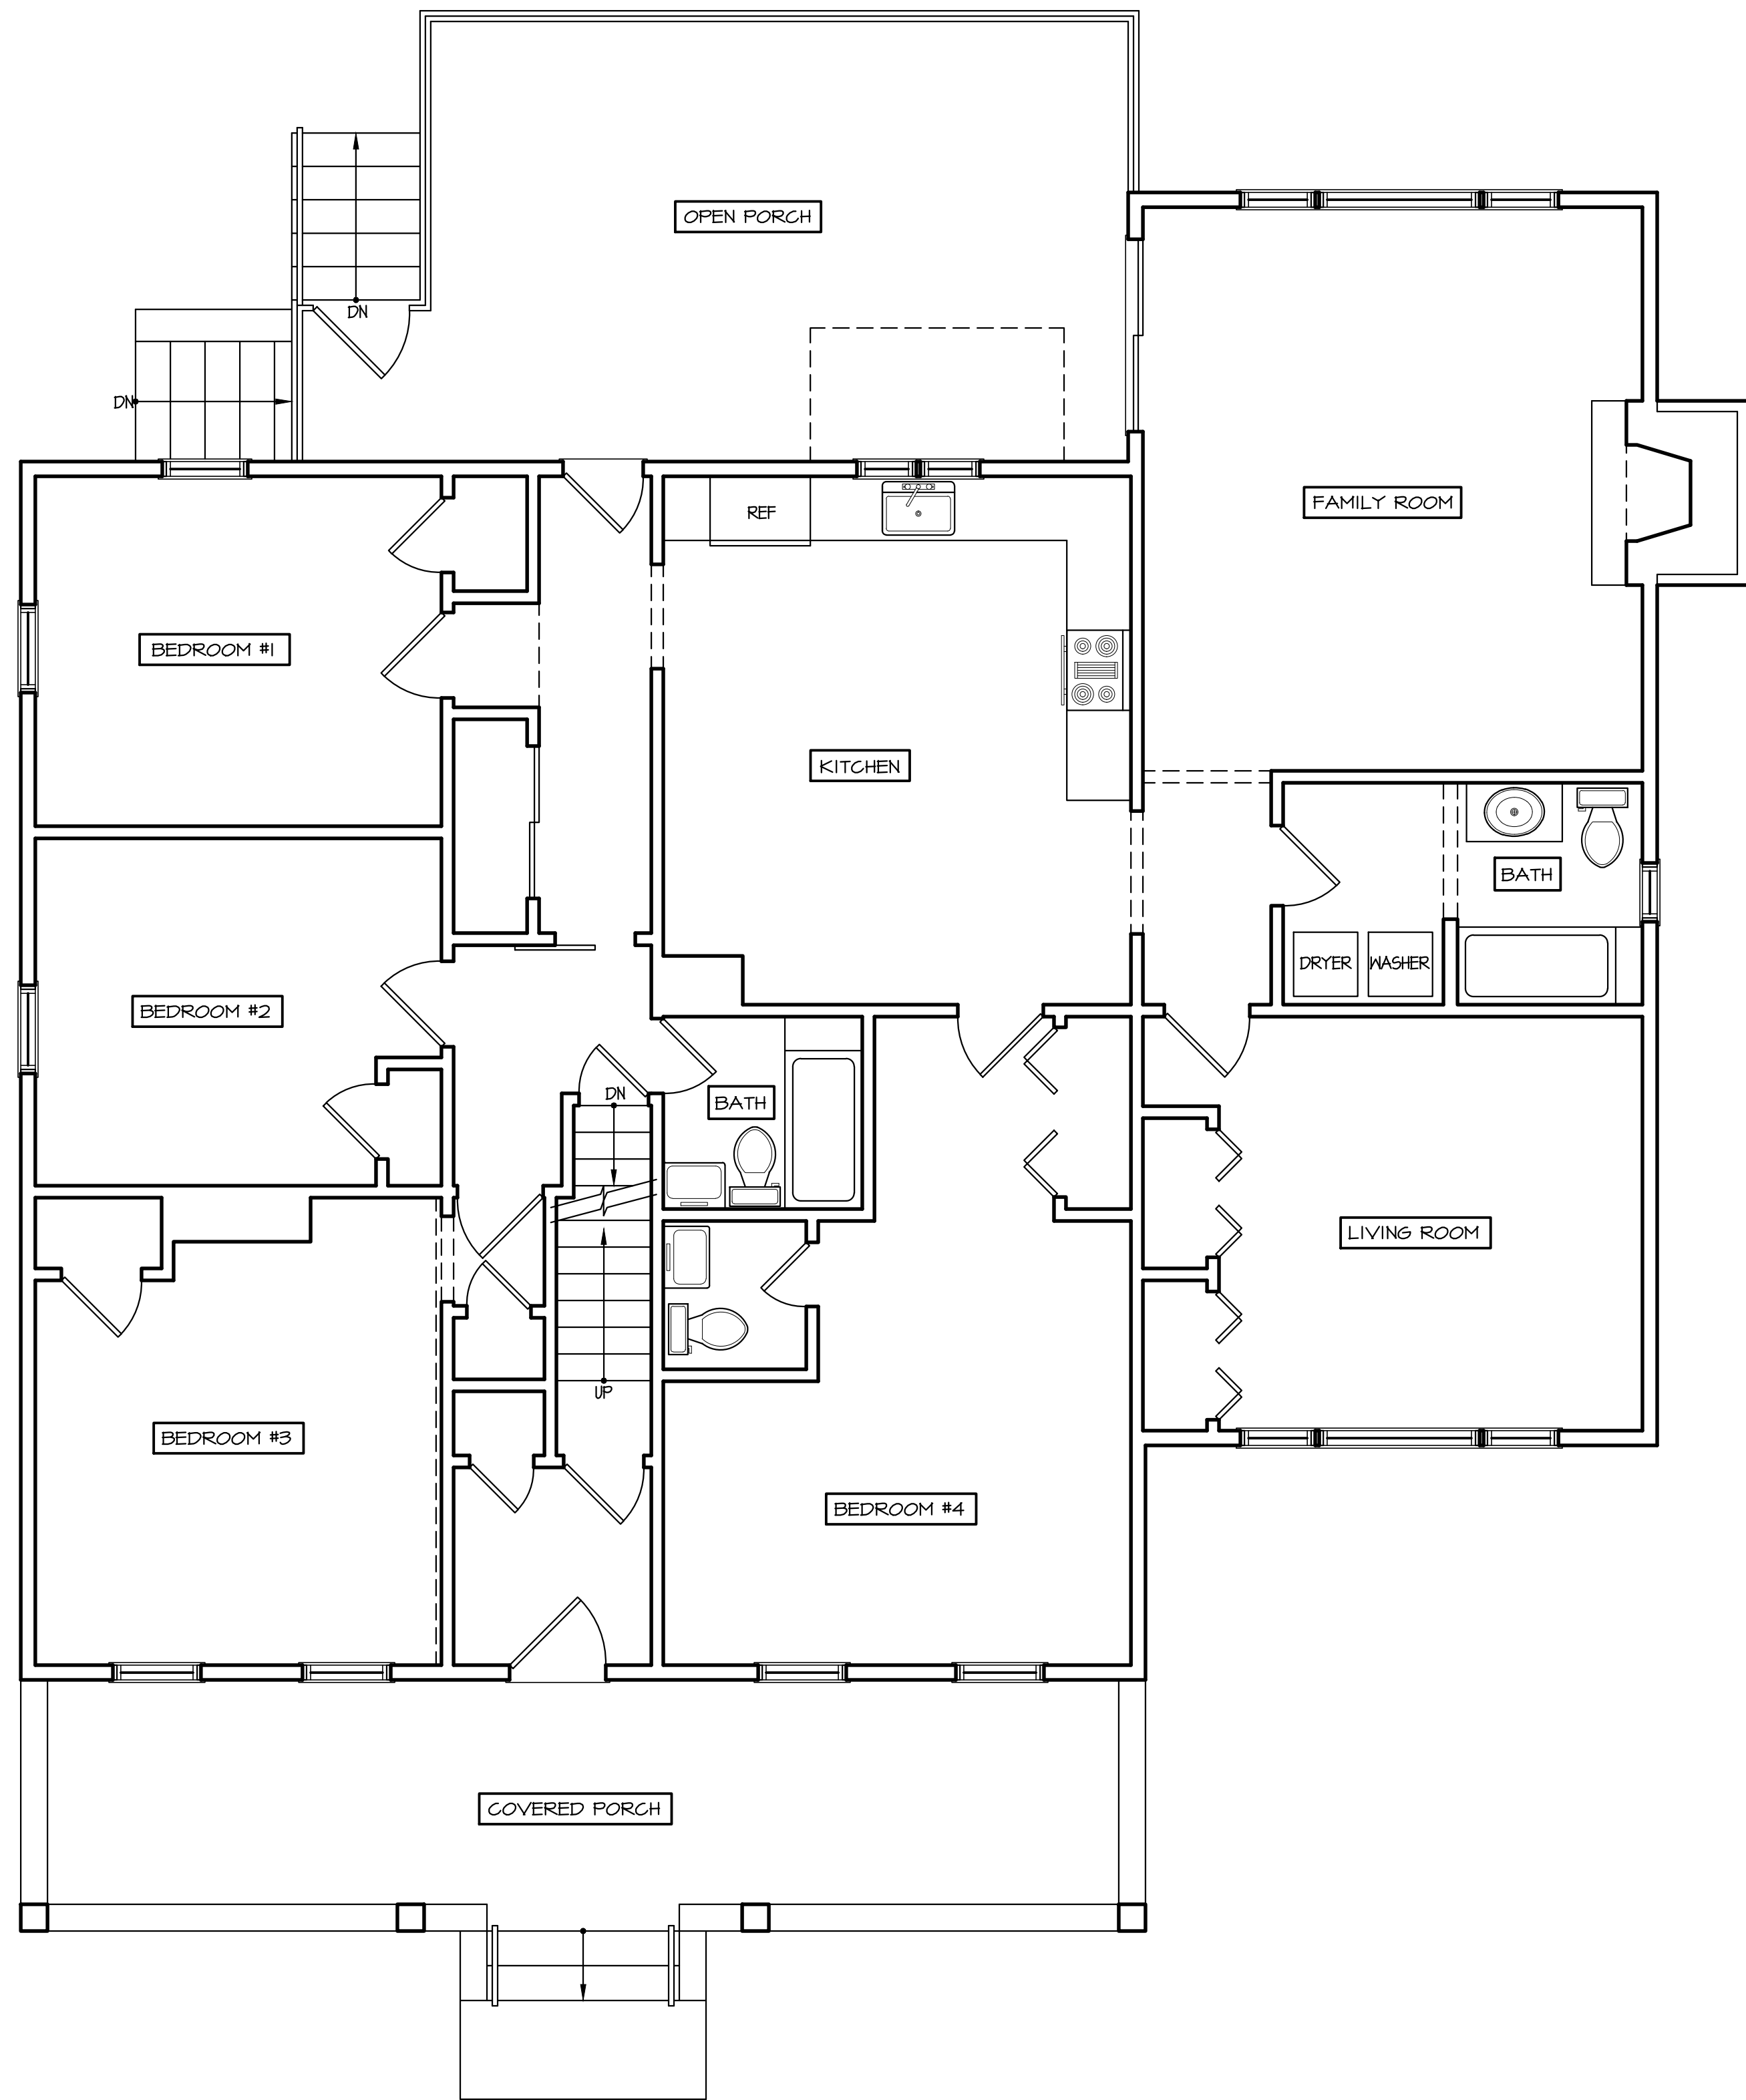 OPEN PORCH
DN
DN
FAMILY ROOM
REF
BEDROOM #1
KITCHEN
BATH
DRYER
WASHER
BEDROOM #2
DN
BATH
LIVING ROOM
UP
BEDROOM #3
BEDROOM #4
COVERED PORCH